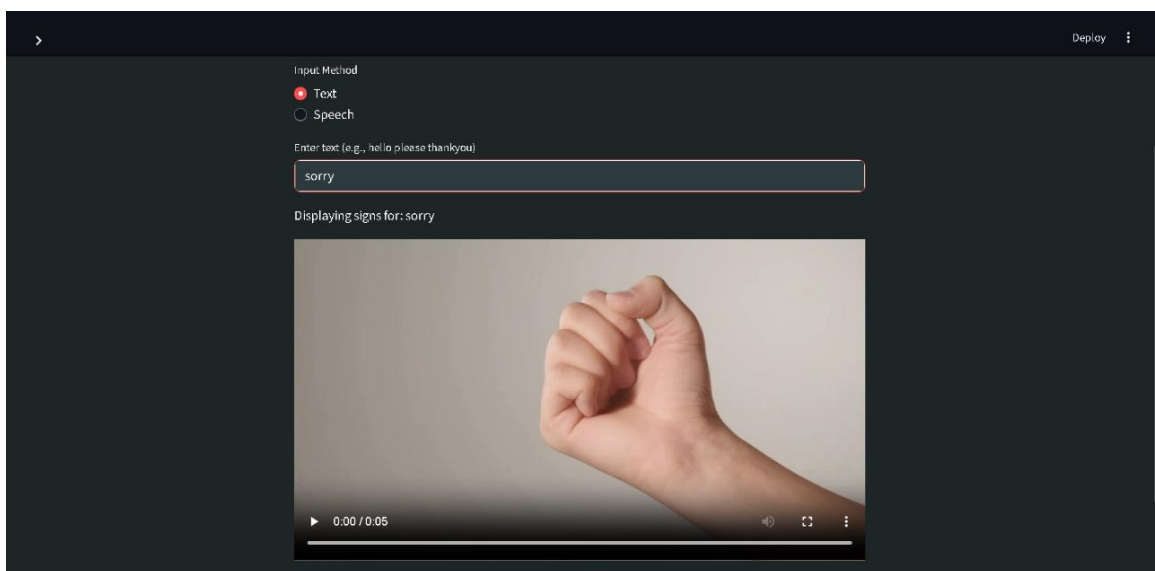 Deploy
Input Method
Text
Speech
Enter text (e.g., hello please thankyou)
sorry
Displaying signs for: sorry
0:00 / 0:05